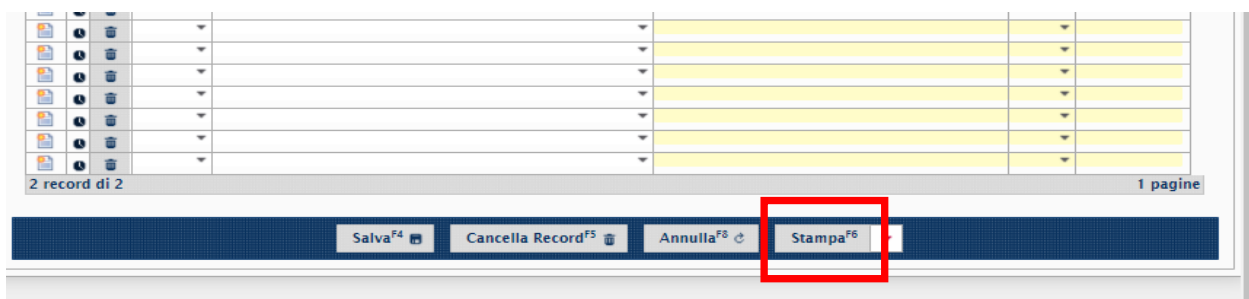 2 record di 2 1 pagine
SalvaF4 Cancella RecordF5 AnnullaF8 StampaF6